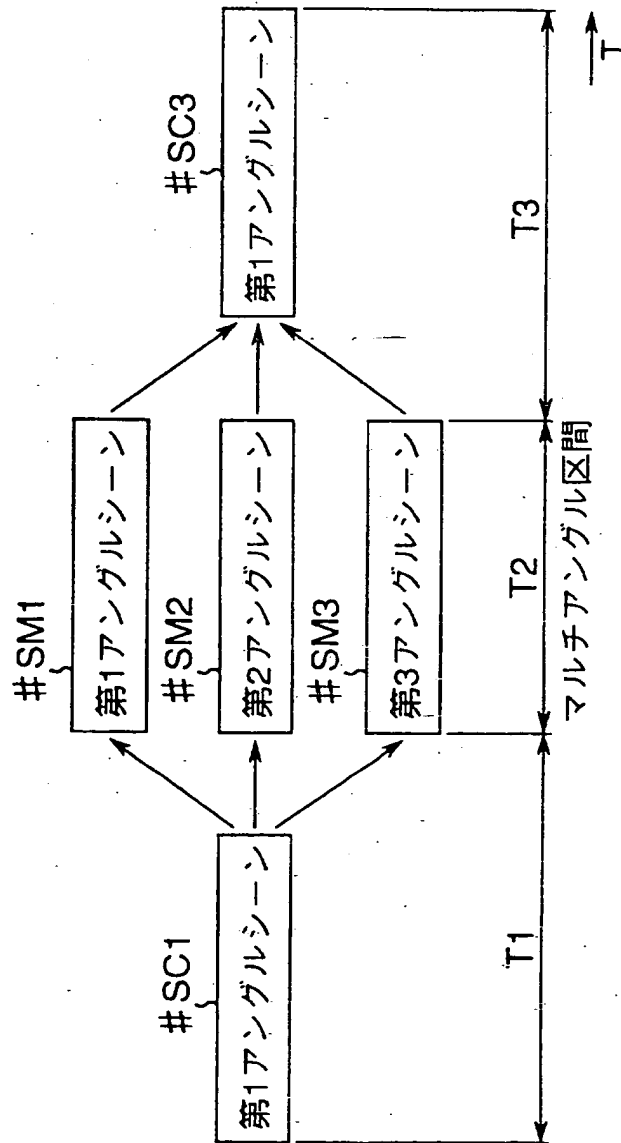 #SC1
第1アングルシーン
#SM1
第1アングルシーン
#SM2
第2アングルシーン
#SM3
第3アングルシーン
#SC3
第1アングルシーン
T1
T2
T3
マルチアングル区間
T